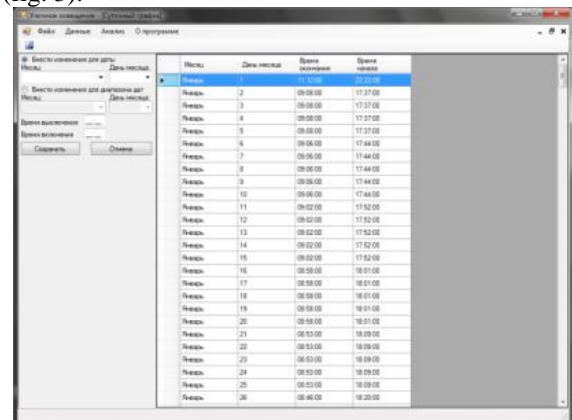 Уличное освещение - [Суточный график]
Файл Данные Анализ О программе
Внести изменения для даты
Месяц День месяца
Внести изменения для диапазона дат
Месяц День месяца
Время выключения
Время включения
Сохранить Отмена
Месяц День месяца Время окончания Время начала
Январь 1 11:12:00 22:22:00
Январь 2 09:08:00 17:37:00
Январь 3 09:08:00 17:37:00
Январь 4 09:08:00 17:37:00
Январь 5 09:08:00 17:37:00
Январь 6 09:06:00 17:44:00
Январь 7 09:06:00 17:44:00
Январь 8 09:06:00 17:44:00
Январь 9 09:06:00 17:44:00
Январь 10 09:06:00 17:44:00
Январь 11 09:02:00 17:52:00
Январь 12 09:02:00 17:52:00
Январь 13 09:02:00 17:52:00
Январь 14 09:02:00 17:52:00
Январь 15 09:02:00 17:52:00
Январь 16 08:58:00 18:01:00
Январь 17 08:58:00 18:01:00
Январь 18 08:58:00 18:01:00
Январь 19 08:58:00 18:01:00
Январь 20 08:58:00 18:01:00
Январь 21 08:53:00 18:09:00
Январь 22 08:53:00 18:09:00
Январь 23 08:53:00 18:09:00
Январь 24 08:53:00 18:09:00
Январь 25 08:53:00 18:09:00
Январь 26 08:46:00 18:20:00